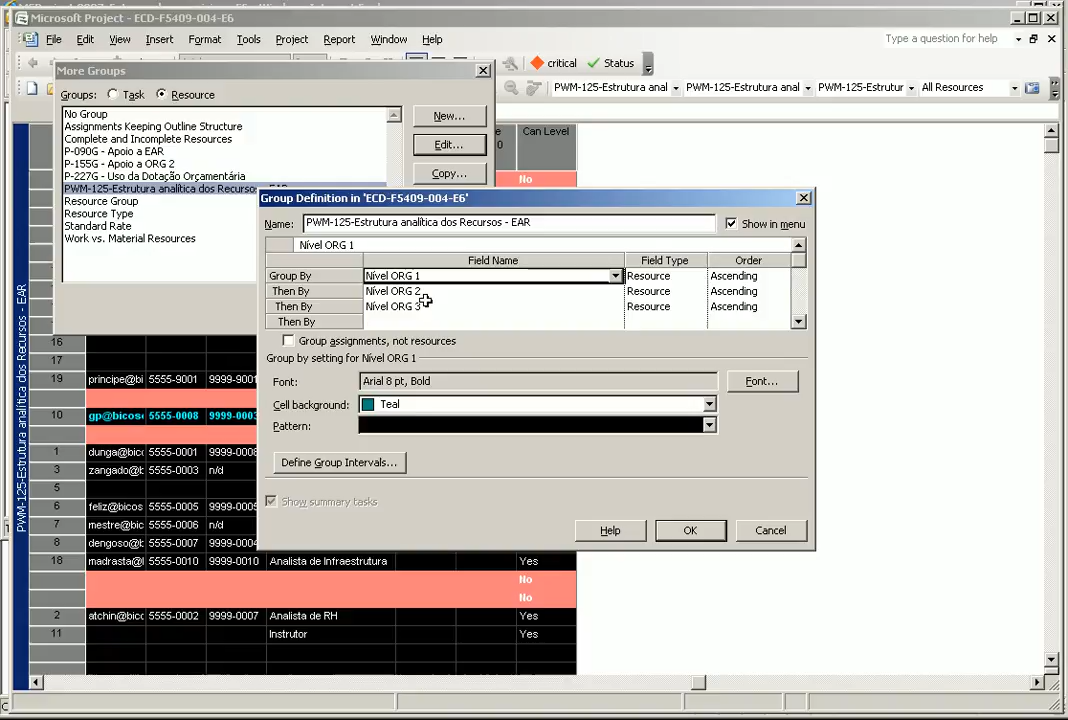 Microsoft Project - ECD-F5409-004-E6
File Edit View Insert Format Tools Project Report Window Help
Type a question for help
critical Status
PWM-125-Estrutura anal PWM-125-Estrutura anal PWM-125-Estrutur All Resources
More Groups
Groups: Task Resource
No Group
Assignments Keeping Outline Structure
Complete and Incomplete Resources
P-090G - Apoio a EAR
P-155G - Apoio a ORG 2
P-227G - Uso da Dotação Orçamentária
PWM-125-Estrutura analítica dos Recursos - EAR
Resource Group
Resource Type
Standard Rate
Work vs. Material Resources
New...
Edit...
Copy...
Can Level
No
Group Definition in 'ECD-F5409-004-E6'
Name: PWM-125-Estrutura analítica dos Recursos - EAR Show in menu
Nível ORG 1
Field Name Field Type Order
Group By Nível ORG 1 Resource Ascending
Then By Nível ORG 2 Resource Ascending
Then By Nível ORG 3 Resource Ascending
Then By
Group assignments, not resources
Group by setting for Nível ORG 1
Font: Arial 8 pt, Bold Font...
Cell background: Teal
Pattern:
Define Group Intervals...
Show summary tasks
Help OK Cancel
PWM-125-Estrutura analítica dos Recursos - EAR
16
17
19 principe@bi 5555-9001 9999-9001
10 gp@bicoso 5555-0008 9999-0003
1 dunga@bic 5555-0001 9999-0008
3 zangado@b 5555-0003 n/d
5
6 feliz@bicos 5555-0005 9999-0005
7 mestre@bi 5555-0006 n/d
8 dengoso@b 5555-0007 9999-0004
18 madrasta@b 5555-0010 9999-0010 Analista de Infraestrutura Yes
No
No
2 atchin@bicc 5555-0002 9999-0007 Analista de RH Yes
11 Instrutor Yes